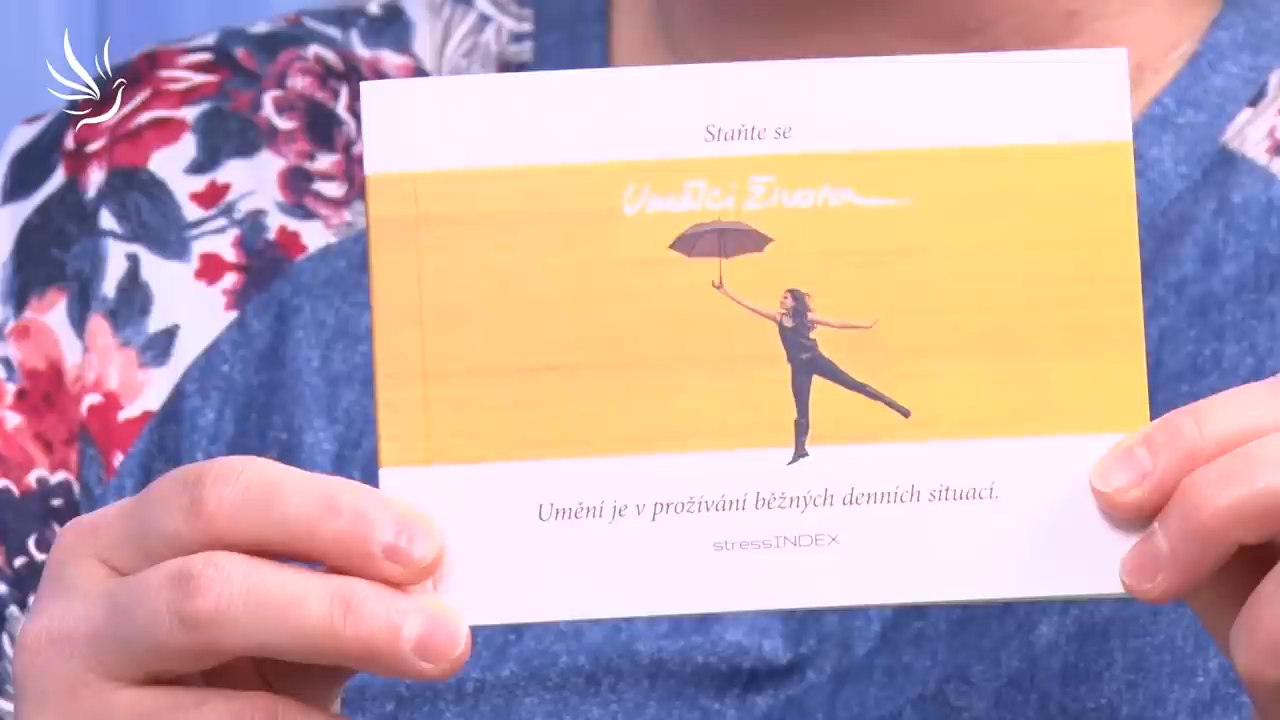 Staňte se
Umělci Života
Umění je v prožívání běžných denních situací.
stressINDEX